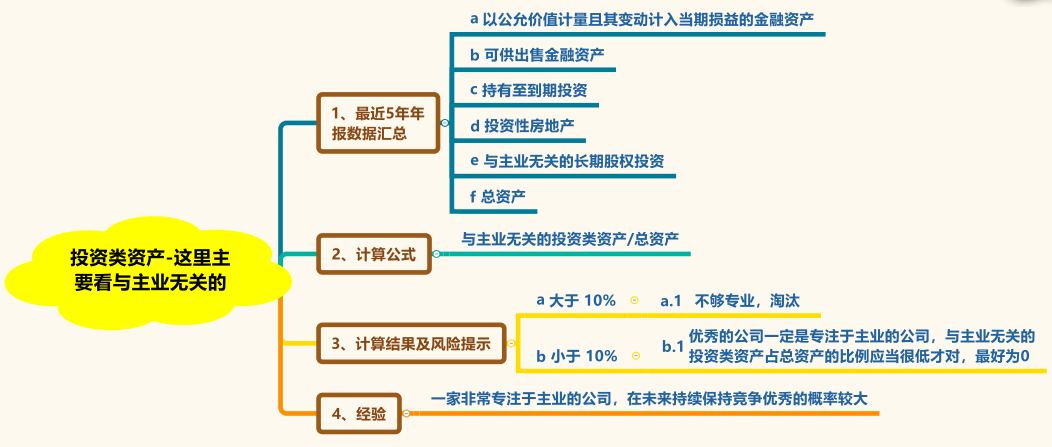 投资类资产-这里主
要看与主业无关的
1、最近5年年
报数据汇总
a 以公允价值计量且其变动计入当期损益的金融资产
b 可供出售金融资产
c 持有至到期投资
d 投资性房地产
e 与主业无关的长期股权投资
f 总资产
2、计算公式
与主业无关的投资类资产/总资产
3、计算结果及风险提示
a 大于 10%
a.1 不够专业，淘汰
b 小于 10%
b.1 优秀的公司一定是专注于主业的公司，与主业无关的
投资类资产占总资产的比例应当很低才对，最好为0
4、经验
一家非常专注于主业的公司，在未来持续保持竞争优秀的概率较大